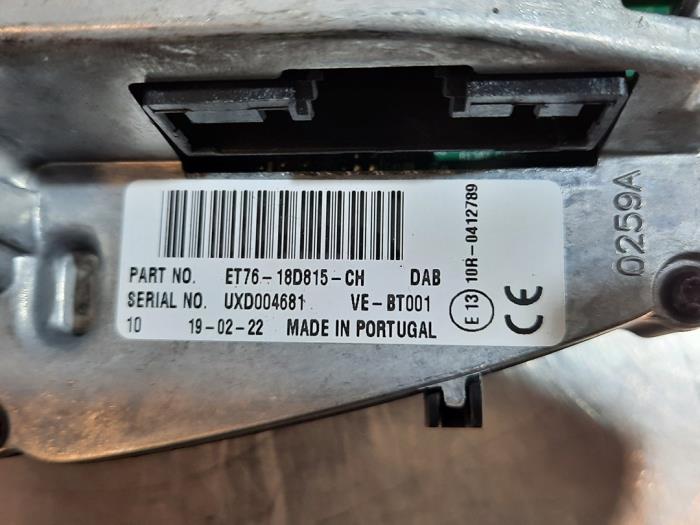 PART NO. ET76-18D815-CH DAB
SERIAL NO. UXD004681 VE-BT001
10 19-02-22 MADE IN PORTUGAL
E 13 10R-0412789
CE
0259A